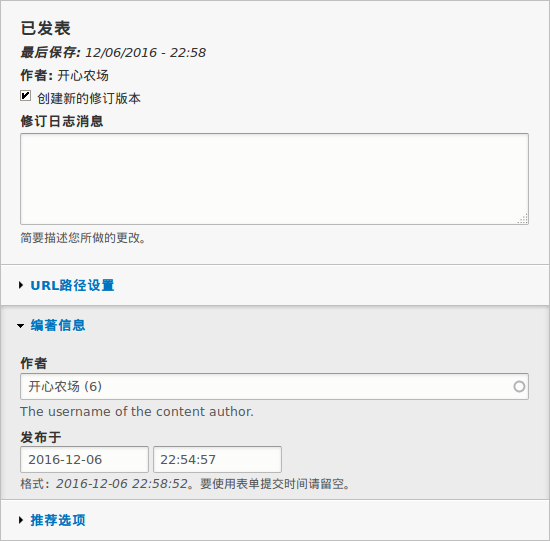 已发表
最后保存: 12/06/2016 - 22:58
作者: 开心农场
创建新的修订版本
修订日志消息
简要描述您所做的更改。
URL路径设置
编著信息
作者
开心农场 (6)
The username of the content author.
发布于
2016-12-06 22:54:57
格式：2016-12-06 22:58:52。要使用表单提交时间请留空。
推荐选项